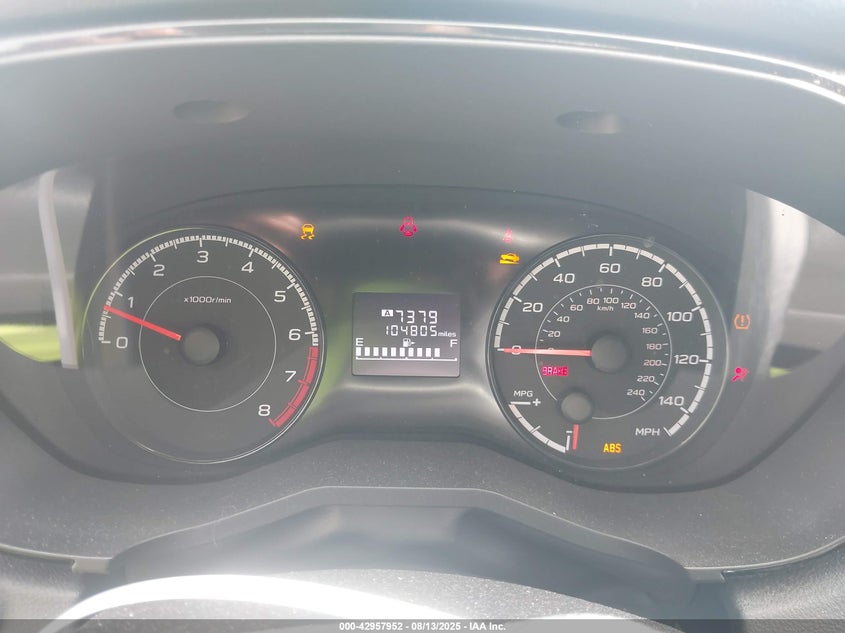 0 1 2 3 4 5 6 7 8
x1000r/min
A 7379
104805 miles
E F
0 20 40 60 80 100 120 140
20 40 60 80 100 120 140 160 180 200 220 240
km/h
BRAKE
MPG
+
-
MPH
ABS
000-42957952 | 08/13/2025 | IAA Inc.